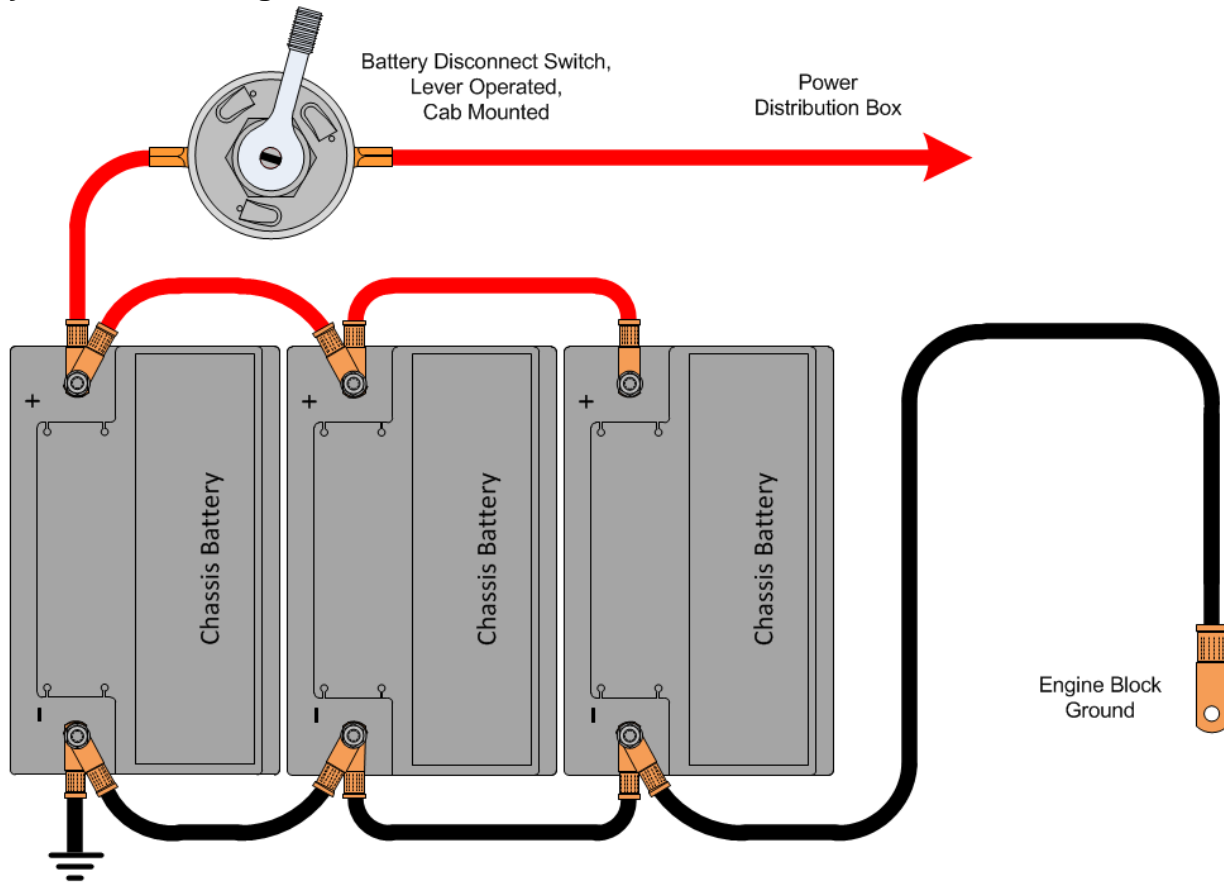 Battery Disconnect Switch,
Lever Operated,
Cab Mounted
Power
Distribution Box
+
+
+
Chassis Battery
Chassis Battery
Chassis Battery
-
-
-
Engine Block
Ground